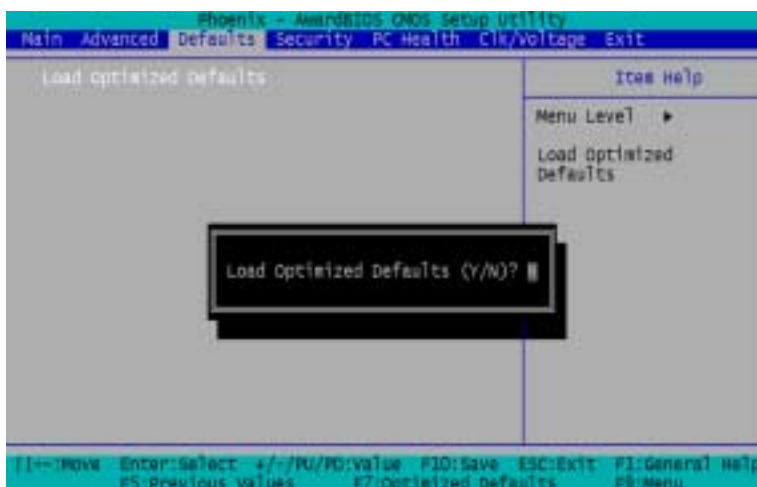 Phoenix - AwardBIOS CMOS Setup Utility
Main Advanced Defaults Security PC Health Clk/Voltage Exit
Load Optimized Defaults
Item Help
Menu Level ▶
Load Optimized
Defaults
Load Optimized Defaults (Y/N)? N
:Move Enter:Select +/-/PU/PD:Value F10:Save ESC:Exit F1:General Help
F5:Previous Values F7:Optimized Defaults F9:Menu